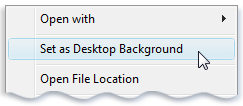 Open with
Set as Desktop Background
Open File Location